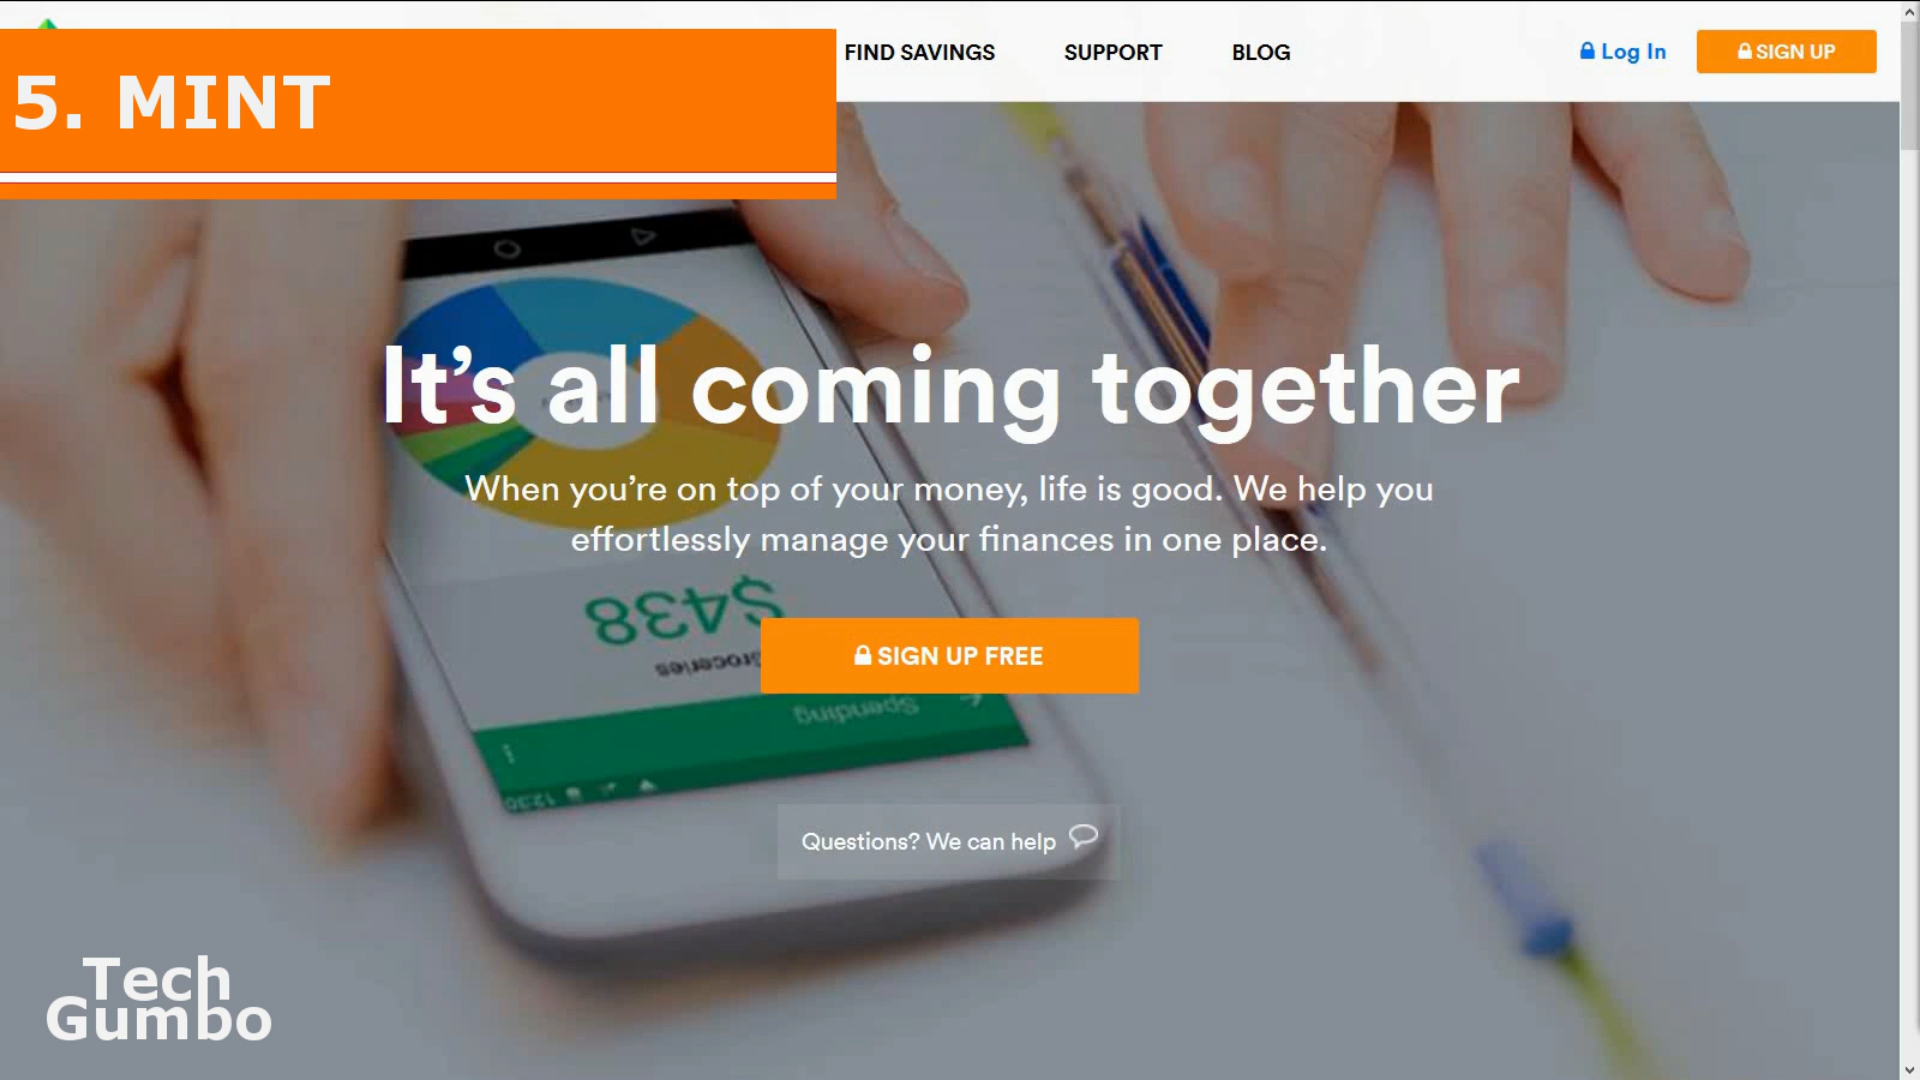 5. MINT
FIND SAVINGS
SUPPORT
BLOG
Log In
SIGN UP
It's all coming together
When you're on top of your money, life is good. We help you
effortlessly manage your finances in one place.
$438
Groceries
SIGN UP FREE
Spending
1230
Questions? We can help
Tech
Gumbo